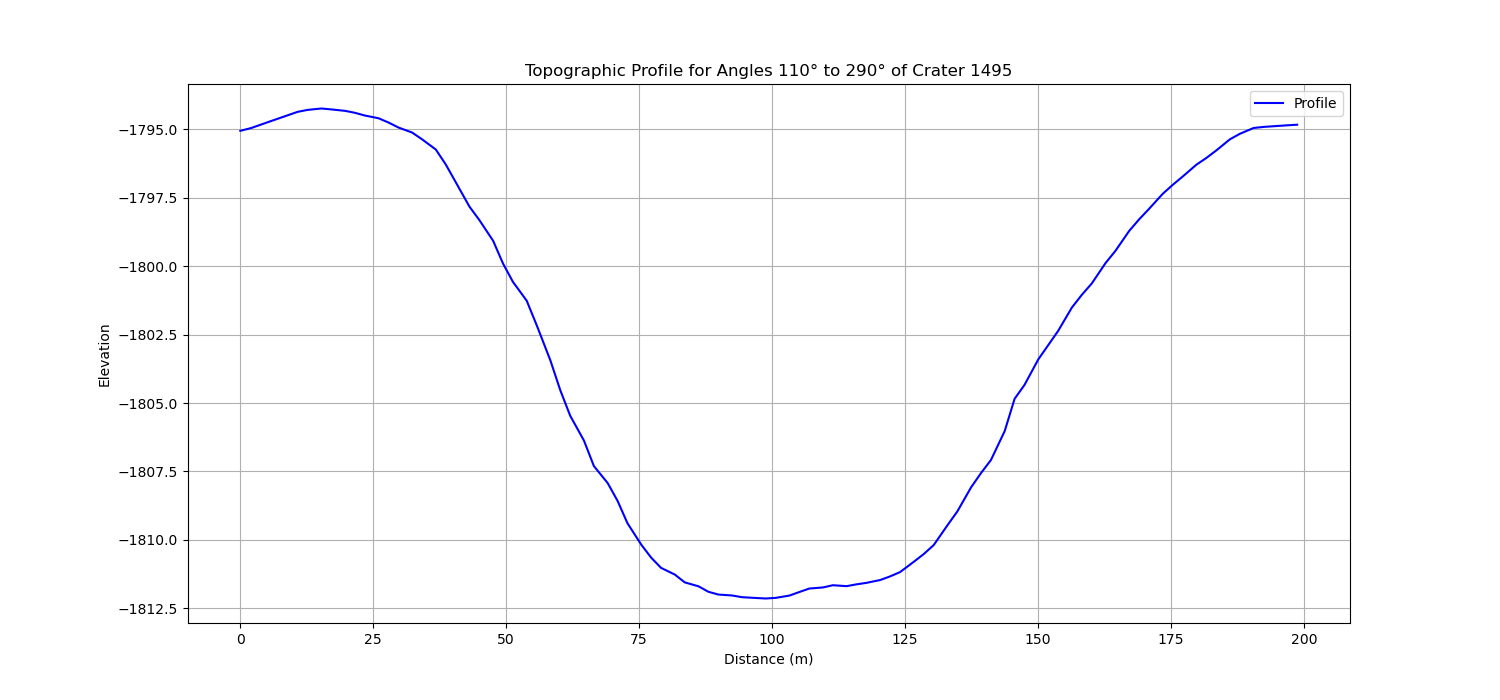 Topographic Profile for Angles 110° to 290° of Crater 1495
Profile
−1795.0
−1797.5
−1800.0
−1802.5
−1805.0
−1807.5
−1810.0
−1812.5
Elevation
0 25 50 75 100 125 150 175 200
Distance (m)